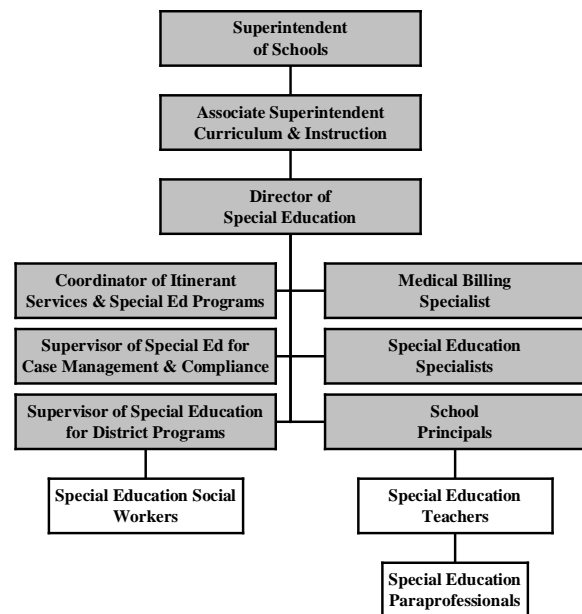 Superintendent
of Schools
Associate Superintendent
Curriculum & Instruction
Director of
Special Education
Coordinator of Itinerant
Services & Special Ed Programs
Medical Billing
Specialist
Supervisor of Special Ed for
Case Management & Compliance
Special Education
Specialists
Supervisor of Special Education
for District Programs
School
Principals
Special Education Social
Workers
Special Education
Teachers
Special Education
Paraprofessionals